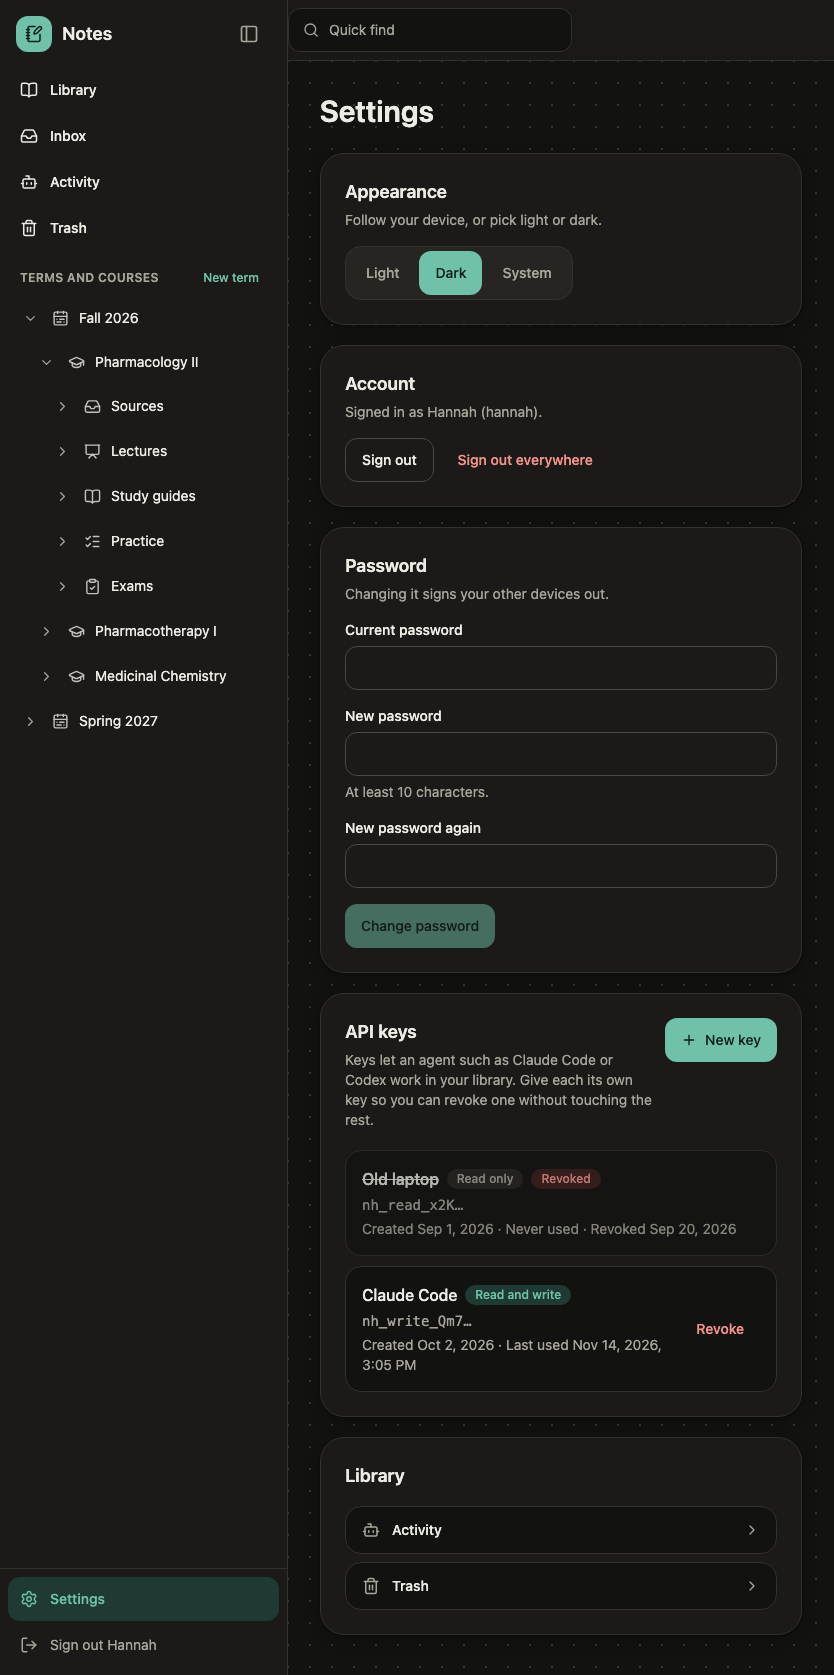 Notes
Library
Inbox
Activity
Trash
TERMS AND COURSES
New term
Fall 2026
Pharmacology II
Sources
Lectures
Study guides
Practice
Exams
Pharmacotherapy I
Medicinal Chemistry
Spring 2027
Settings
Sign out Hannah
Quick find
Settings
Appearance
Follow your device, or pick light or dark.
Light
Dark
System
Account
Signed in as Hannah (hannah).
Sign out
Sign out everywhere
Password
Changing it signs your other devices out.
Current password
New password
At least 10 characters.
New password again
Change password
API keys
Keys let an agent such as Claude Code or
Codex work in your library. Give each its own
key so you can revoke one without touching the
rest.
New key
Old laptop
Read only
Revoked
nh_read_x2K…
Created Sep 1, 2026 · Never used · Revoked Sep 20, 2026
Claude Code
Read and write
nh_write_Qm7…
Created Oct 2, 2026 · Last used Nov 14, 2026,
3:05 PM
Revoke
Library
Activity
Trash